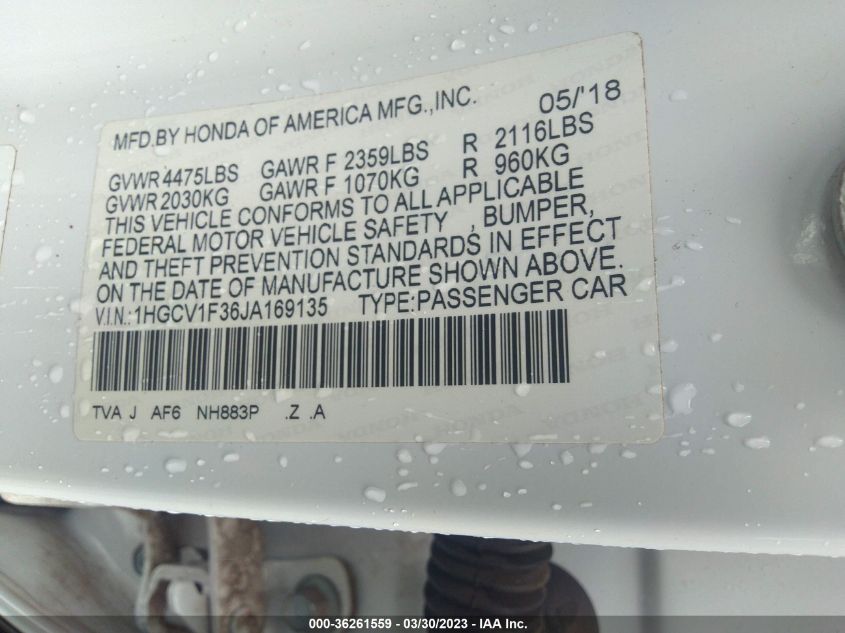 MFD.BY HONDA OF AMERICA MFG.,INC. 05/'18
GVWR 4475LBS GAWR F 2359LBS R 2116LBS
GVWR 2030KG GAWR F 1070KG R 960KG
THIS VEHICLE CONFORMS TO ALL APPLICABLE
FEDERAL MOTOR VEHICLE SAFETY , BUMPER,
AND THEFT PREVENTION STANDARDS IN EFFECT
ON THE DATE OF MANUFACTURE SHOWN ABOVE.
V.I.N.:1HGCV1F36JA169135 TYPE:PASSENGER CAR
TVA J AF6 NH883P .Z .A
000-36261559 — 03/30/2023 — IAA Inc.